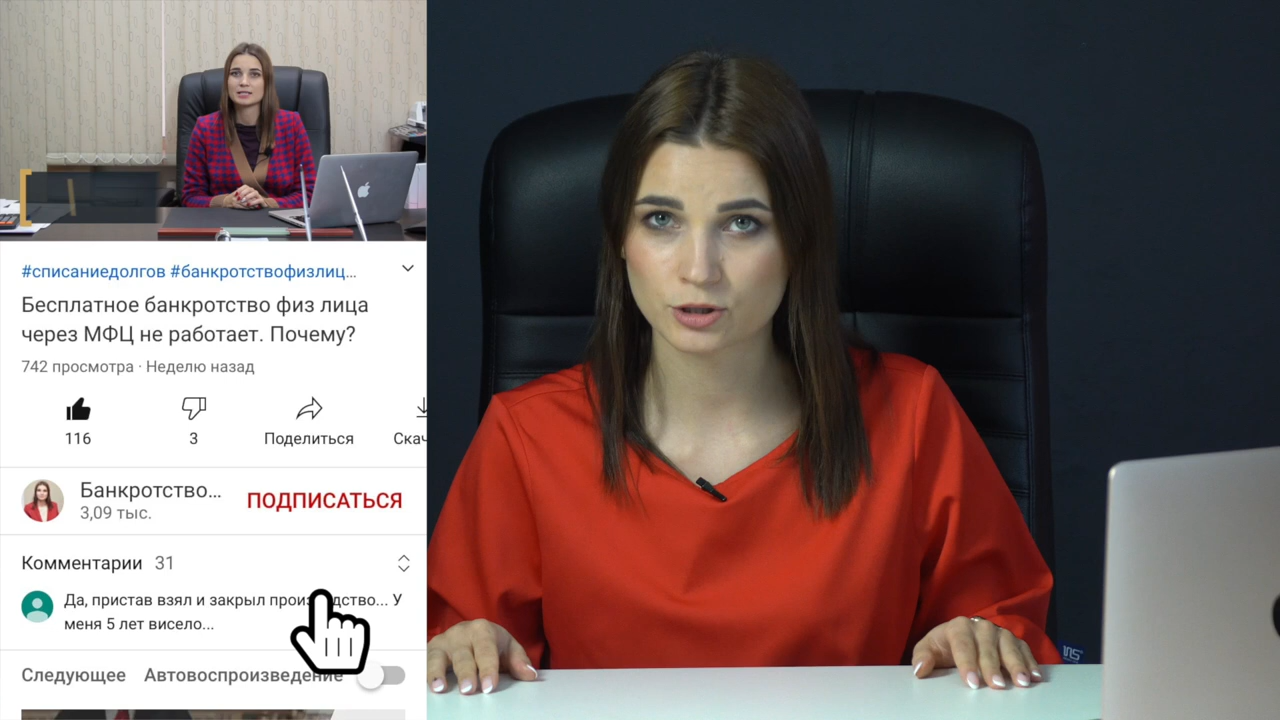 #списаниедолгов #банкротствофизлиц...
Бесплатное банкротство физ лица
через МФЦ не работает. Почему?
742 просмотра · Неделю назад
116
3
Поделиться
Скач
Банкротство...
ПОДПИСАТЬСЯ
3,09 тыс.
Комментарии 31
Да, пристав взял и закрыл производство... У
меня 5 лет висело...
Следующее Автовоспроизведение